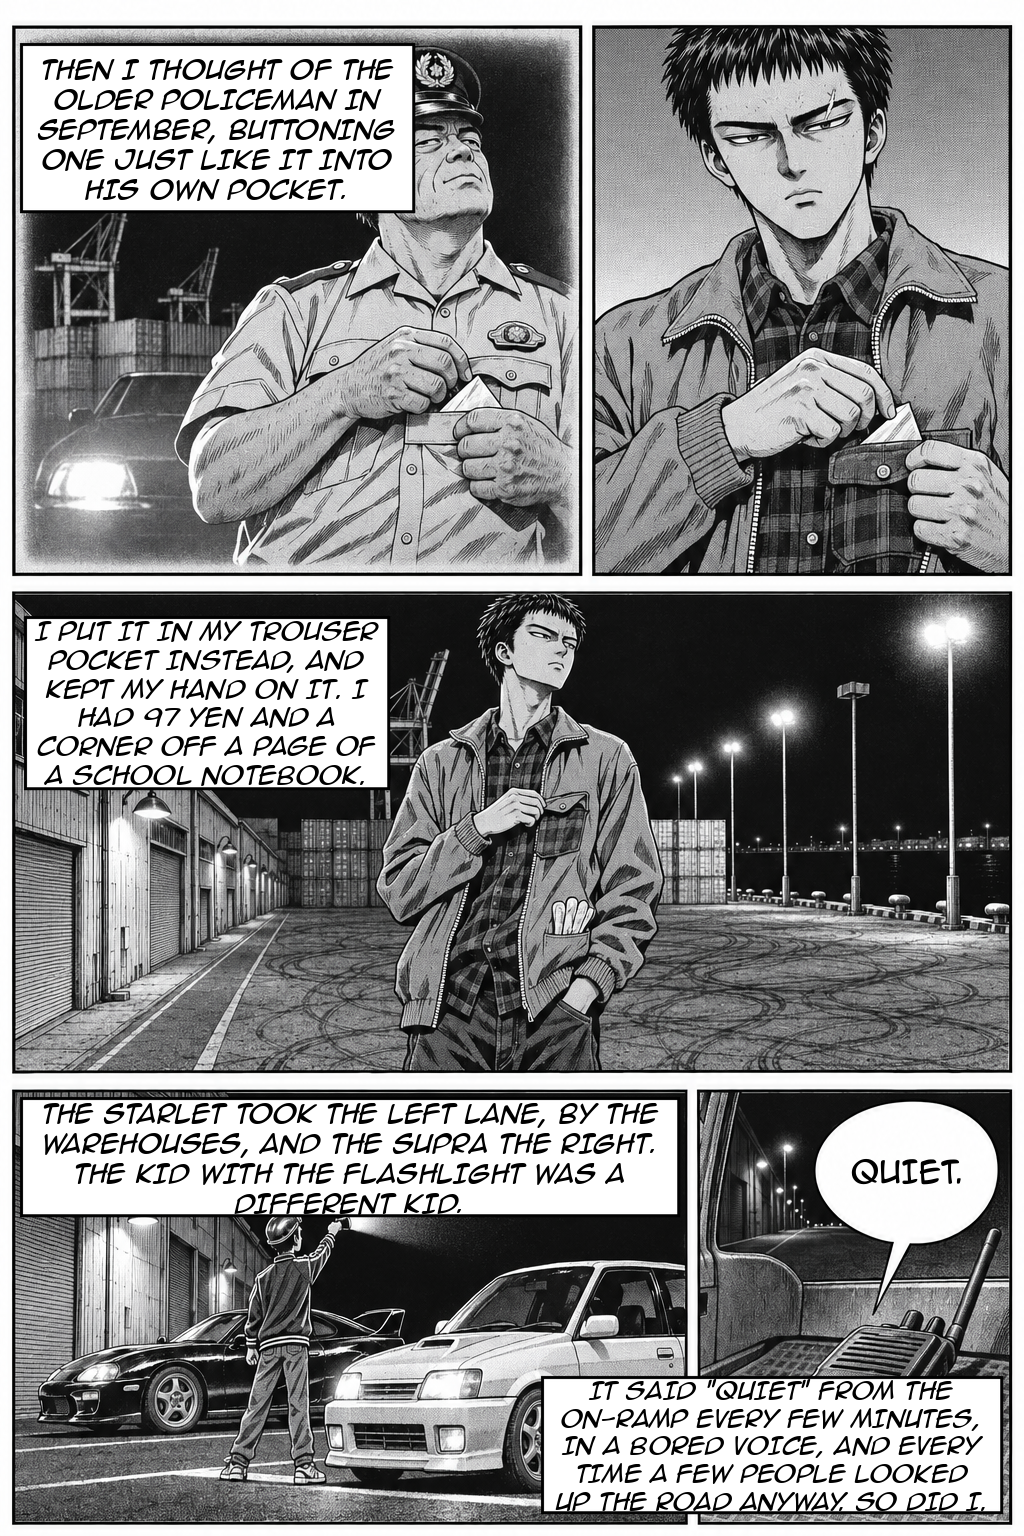 THEN I THOUGHT OF THE
OLDER POLICEMAN IN
SEPTEMBER, BUTTONING
ONE JUST LIKE IT INTO
HIS OWN POCKET.
I PUT IT IN MY TROUSER
POCKET INSTEAD, AND
KEPT MY HAND ON IT. I
HAD 97 YEN AND A
CORNER OFF A PAGE OF
A SCHOOL NOTEBOOK.
THE STARLET TOOK THE LEFT LANE, BY THE
WAREHOUSES, AND THE SUPRA THE RIGHT.
THE KID WITH THE FLASHLIGHT WAS A
DIFFERENT KID.
QUIET.
IT SAID "QUIET" FROM THE
ON-RAMP EVERY FEW MINUTES,
IN A BORED VOICE, AND EVERY
TIME A FEW PEOPLE LOOKED
UP THE ROAD ANYWAY. SO DID I.